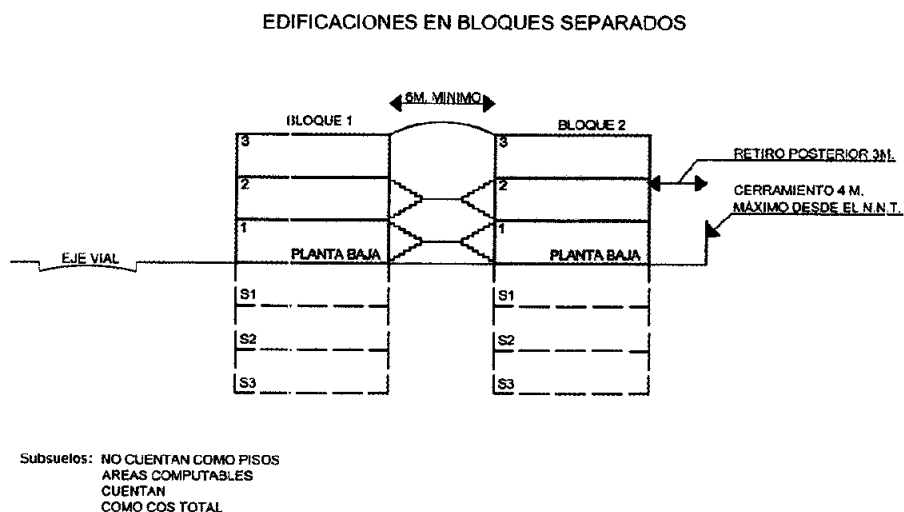 EDIFICACIONES EN BLOQUES SEPARADOS
6M. MINIMO
BLOQUE 1
BLOQUE 2
3
3
RETIRO POSTERIOR 3M.
2
2
CERRAMIENTO 4 M.
MÁXIMO DESDE EL N.N.T.
1
1
EJE VIAL
PLANTA BAJA
PLANTA BAJA
S1
S1
S2
S2
S3
S3
Subsuelos: NO CUENTAN COMO PISOS
AREAS COMPUTABLES
CUENTAN
COMO COS TOTAL